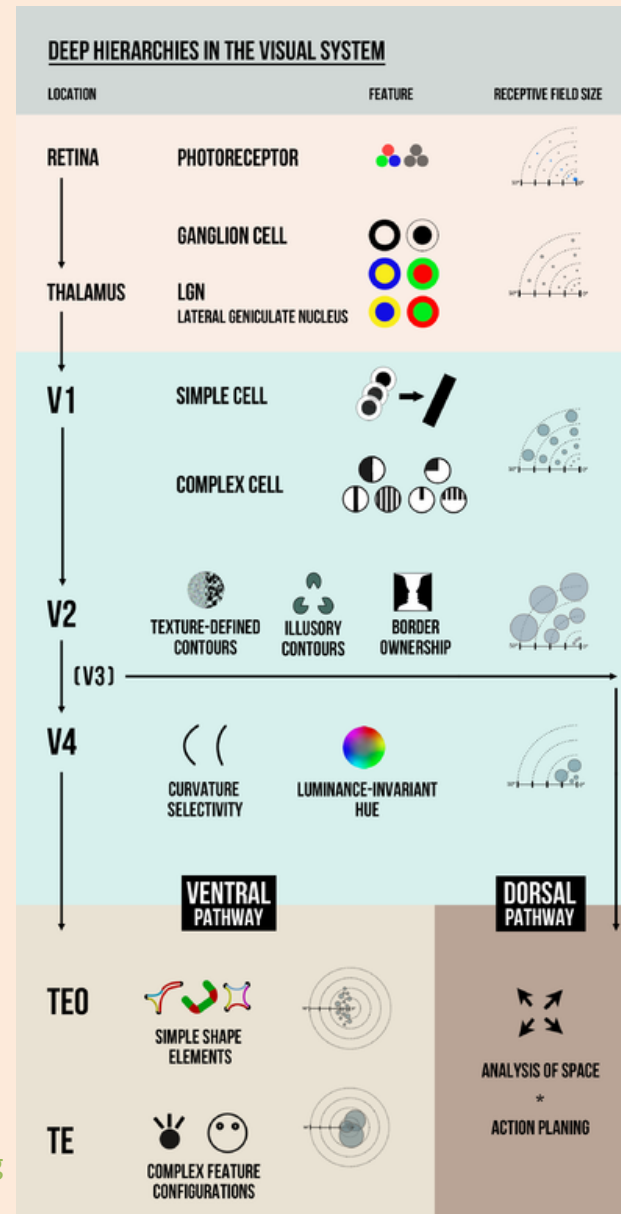 DEEP HIERARCHIES IN THE VISUAL SYSTEM
LOCATION FEATURE RECEPTIVE FIELD SIZE
RETINA PHOTORECEPTOR
GANGLION CELL
THALAMUS LGN
LATERAL GENICULATE NUCLEUS
V1 SIMPLE CELL
COMPLEX CELL
V2
TEXTURE-DEFINED
CONTOURS
ILLUSORY
CONTOURS
BORDER
OWNERSHIP
(V3)
V4
CURVATURE
SELECTIVITY
LUMINANCE-INVARIANT
HUE
VENTRAL
PATHWAY
DORSAL
PATHWAY
TEO
SIMPLE SHAPE
ELEMENTS
ANALYSIS OF SPACE
*
ACTION PLANING
TE
COMPLEX FEATURE
CONFIGURATIONS
g